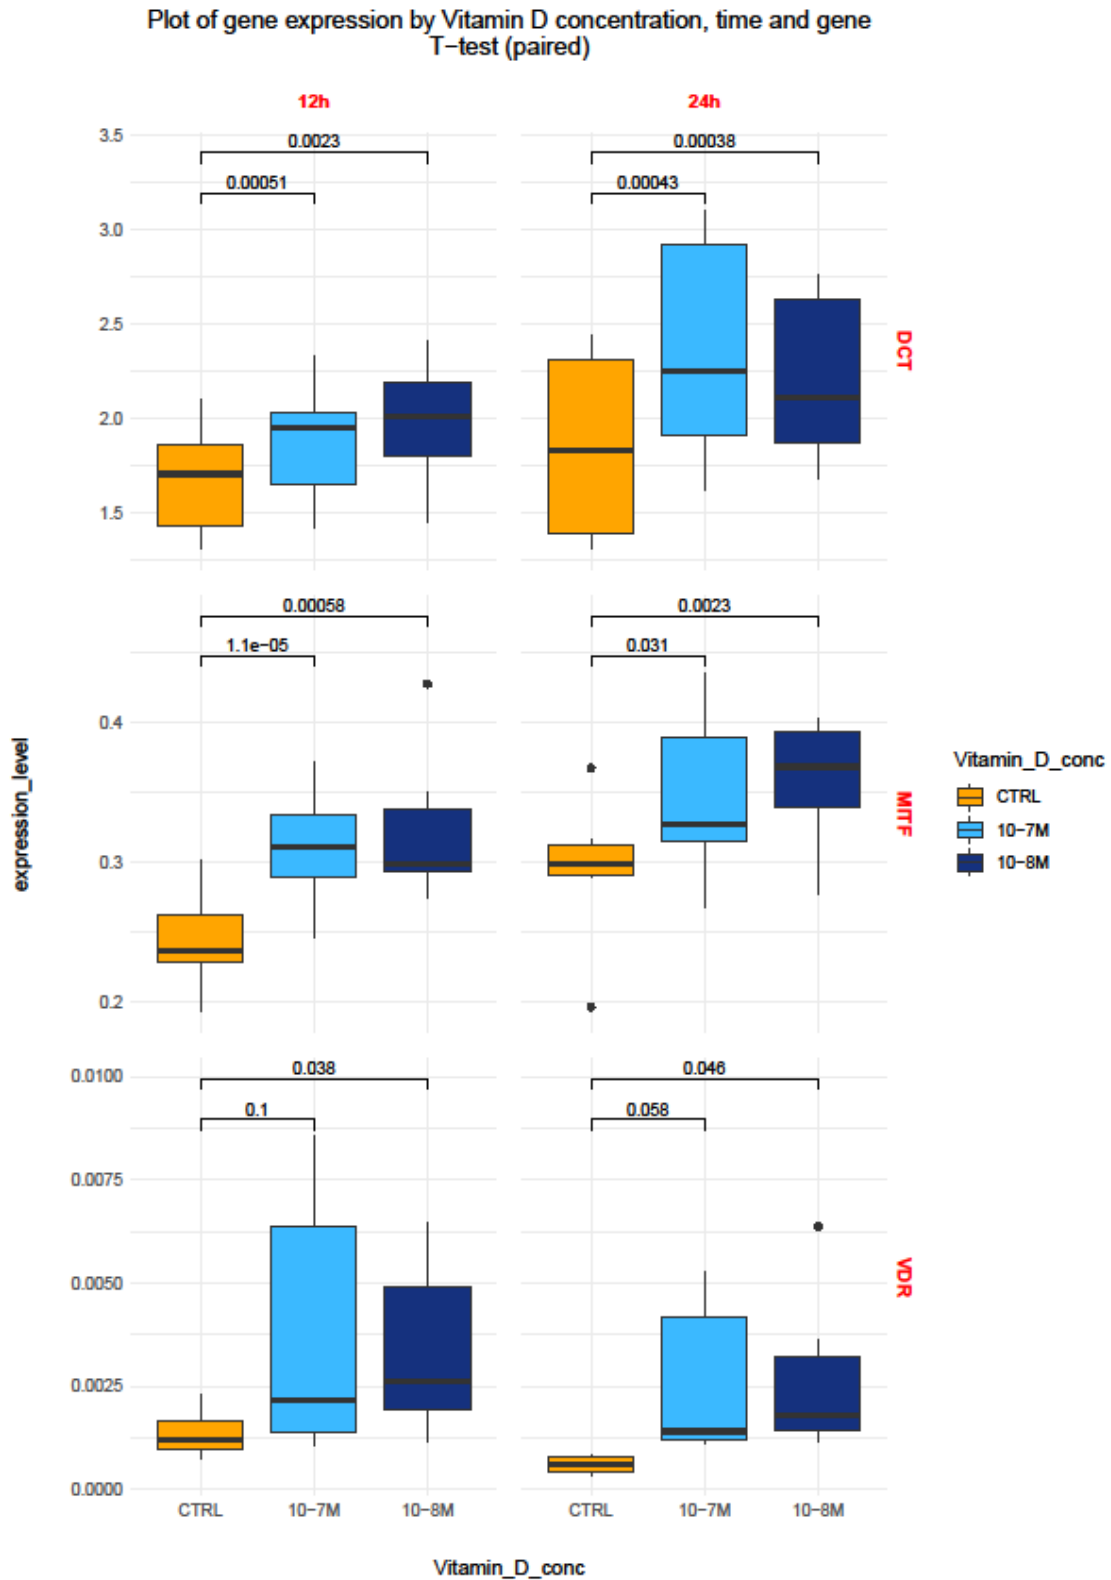 Plot of gene expression by Vitamin D concentration, time and gene
T−test (paired)
12h
24h
3.5
3.0
2.5
2.0
1.5
0.0023
0.00051
0.00038
0.00043
DCT
0.4
0.3
0.2
0.00058
1.1e−05
0.0023
0.031
MITF
0.0100
0.0075
0.0050
0.0025
0.0000
0.038
0.1
0.046
0.058
VDR
expression_level
CTRL
10−7M
10−8M
CTRL
10−7M
10−8M
Vitamin_D_conc
Vitamin_D_conc
CTRL
10−7M
10−8M